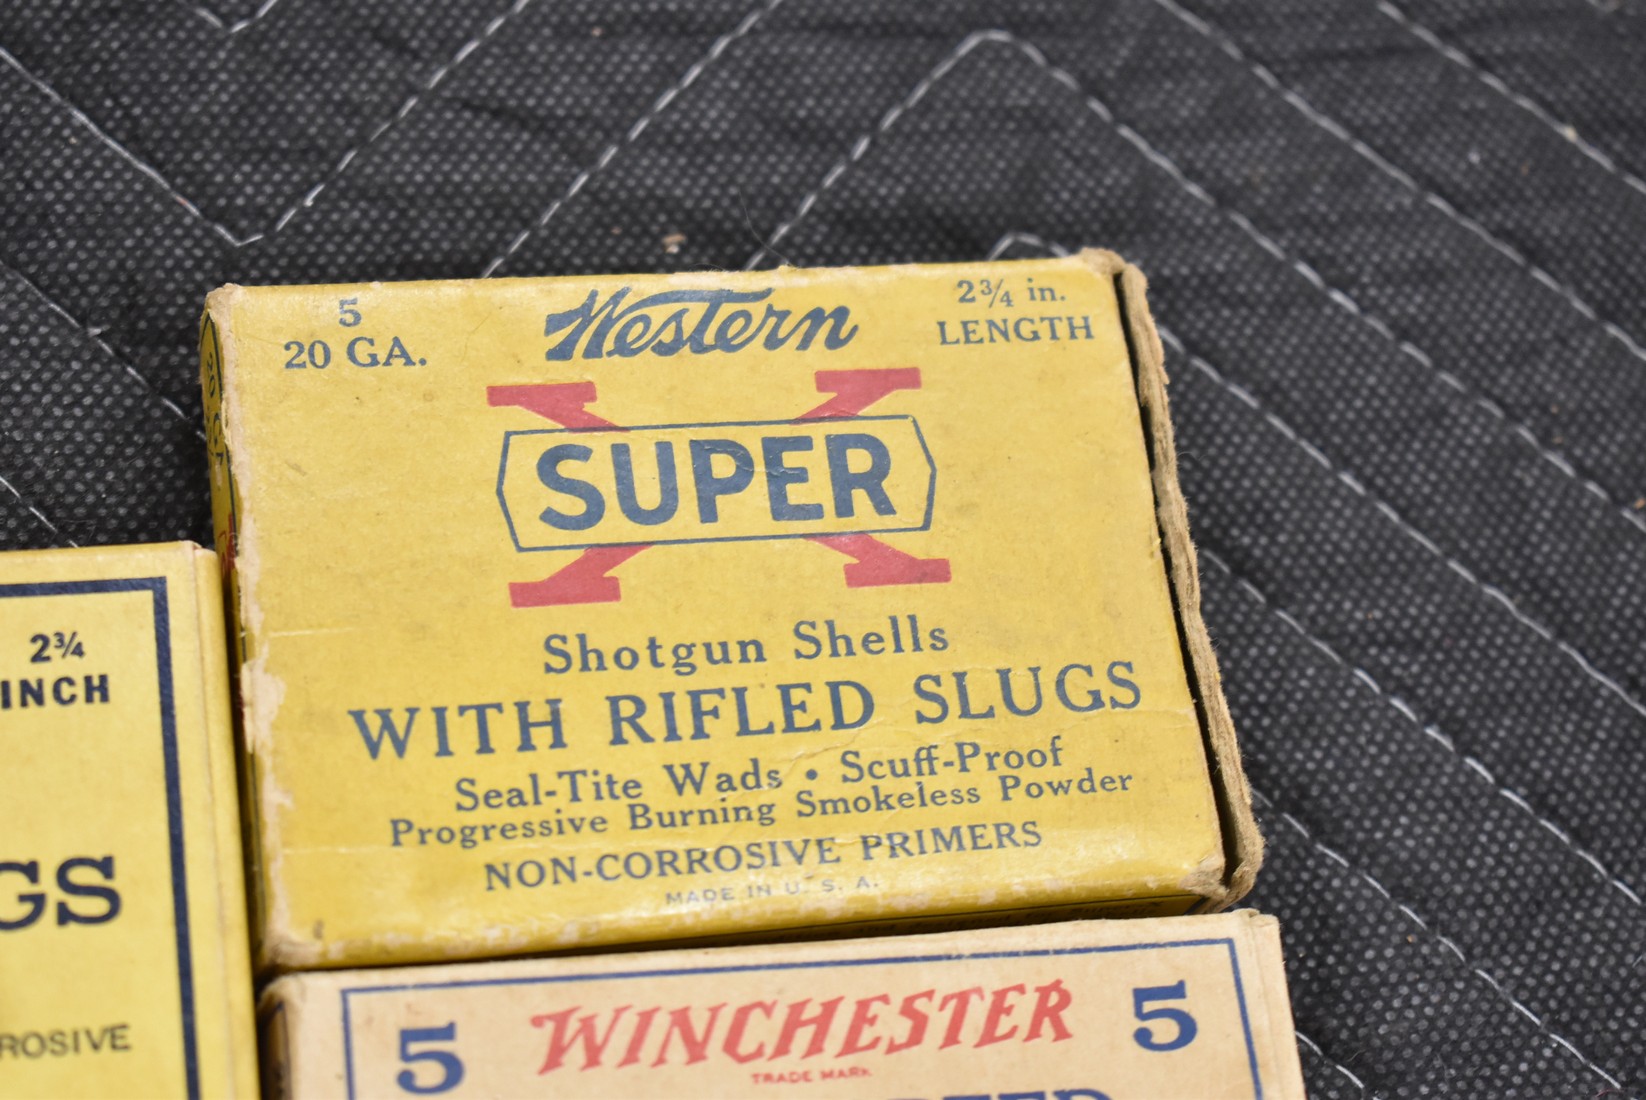 5
20 GA.
Western
2¾ in.
LENGTH
X
SUPER
Shotgun Shells
WITH RIFLED SLUGS
Seal-Tite Wads • Scuff-Proof
Progressive Burning Smokeless Powder
NON-CORROSIVE PRIMERS
MADE IN U. S. A.
20 GA.
2¾
INCH
GS
ROSIVE
5
WINCHESTER
5
TRADE MARK